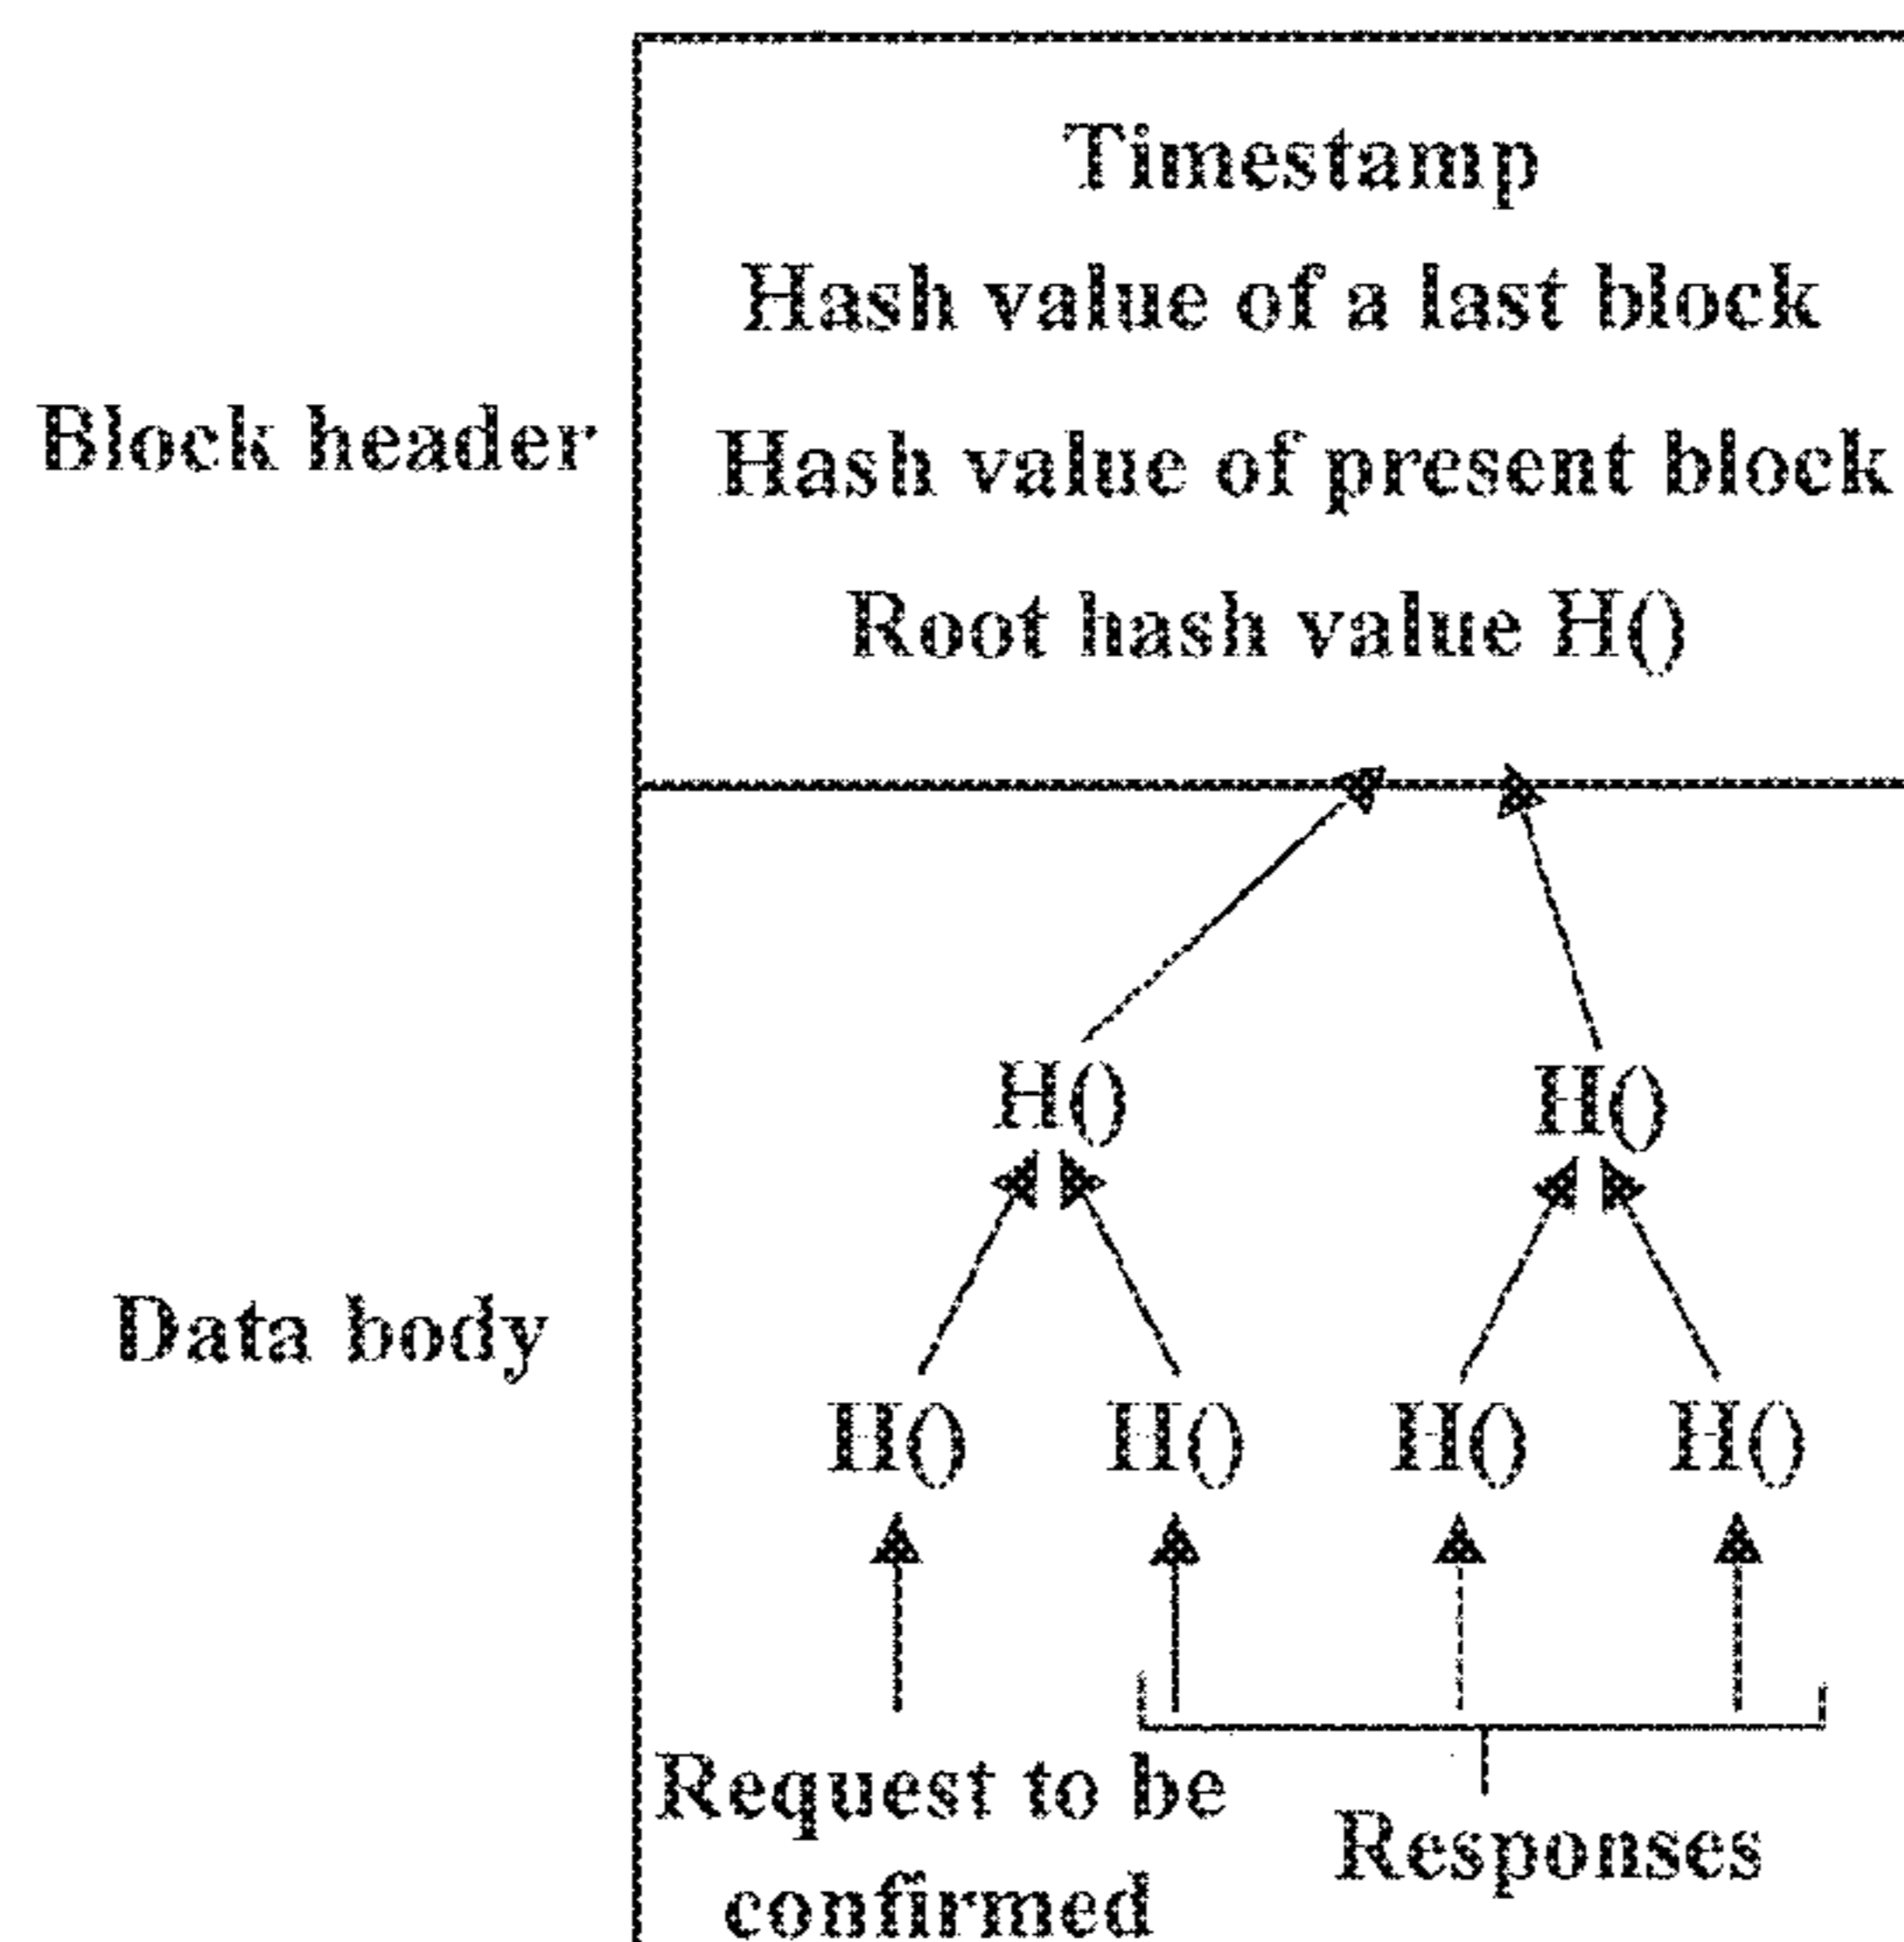 Timestamp
Hash value of a last block
Block header
Hash value of present block
Root hash value H()
H() H()
Data body
H() H() H() H()
Request to be
confirmed
Responses